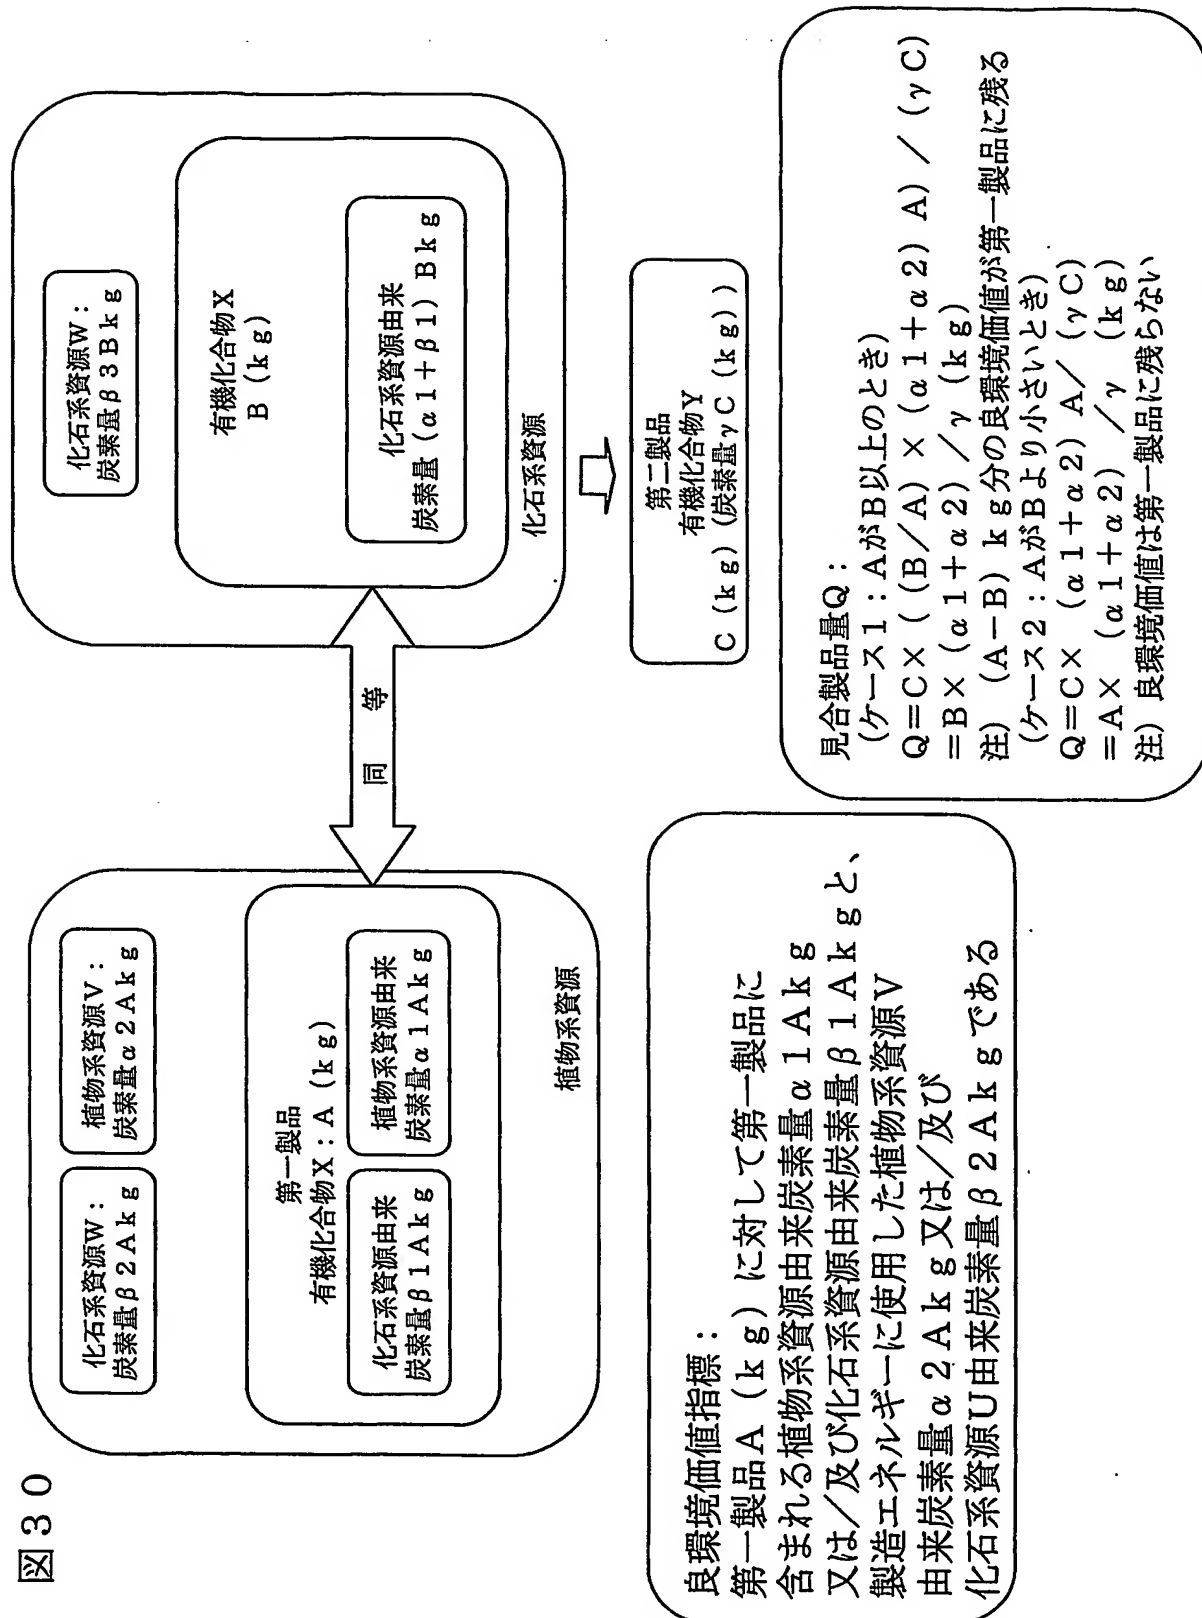 図30
化石系資源W：
炭素量β2Akg
植物系資源V：
炭素量α2Akg
第一製品
有機化合物X：A（kg）
化石系資源由来
炭素量β1Akg
植物系資源由来
炭素量α1Akg
植物系資源
同等
化石系資源W：
炭素量β3Bkg
有機化合物X
B（kg）
化石系資源由来
炭素量（α1＋β1）Bkg
化石系資源
第二製品
有機化合物Y
C（kg）（炭素量γC（kg））
良環境価値指標：
第一製品A（kg）に対して第一製品に
含まれる植物系資源由来炭素量α1Akg
又は／及び化石系資源由来炭素量β1Akgと、
製造エネルギーに使用した植物系資源V
由来炭素量α2Akg又は／及び
化石系資源U由来炭素量β2Akgである
見合製品量Q：
（ケース1：AがB以上のとき）
Q＝C×（（B／A）×（α1＋α2）A）／（γC）
＝B×（α1＋α2）／γ（kg）
注）（A－B）kg分の良環境価値が第一製品に残る
（ケース2：AがBより小さいとき）
Q＝C×（α1＋α2）A／（γC）
＝A×（α1＋α2）／γ（kg）
注）良環境価値は第一製品に残らない